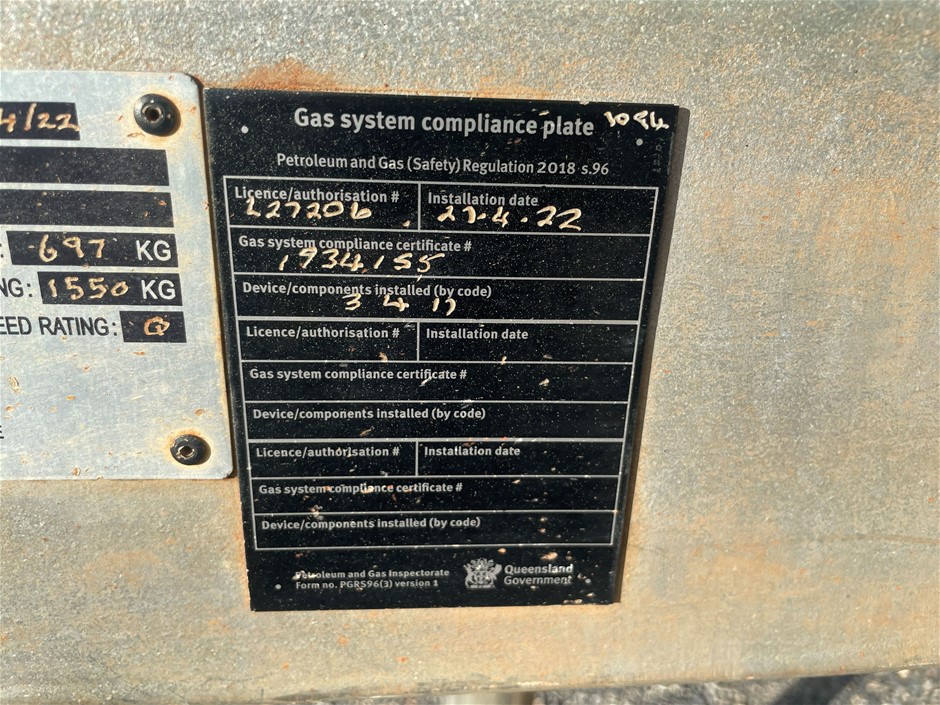 4/22
697 KG
NG: 1550 KG
EED RATING: Q
Gas system compliance plate 1094
Petroleum and Gas (Safety) Regulation 2018 s.96
Licence/authorisation # Installation date
L27206 27.4.22
Gas system compliance certificate #
1934155
Device/components installed (by code)
3 4 11
Licence/authorisation # Installation date
Gas system compliance certificate #
Device/components installed (by code)
Licence/authorisation # Installation date
Gas system compliance certificate #
Device/components installed (by code)
Petroleum and Gas Inspectorate
Form no. PGRS96(3) version 1
Queensland
Government